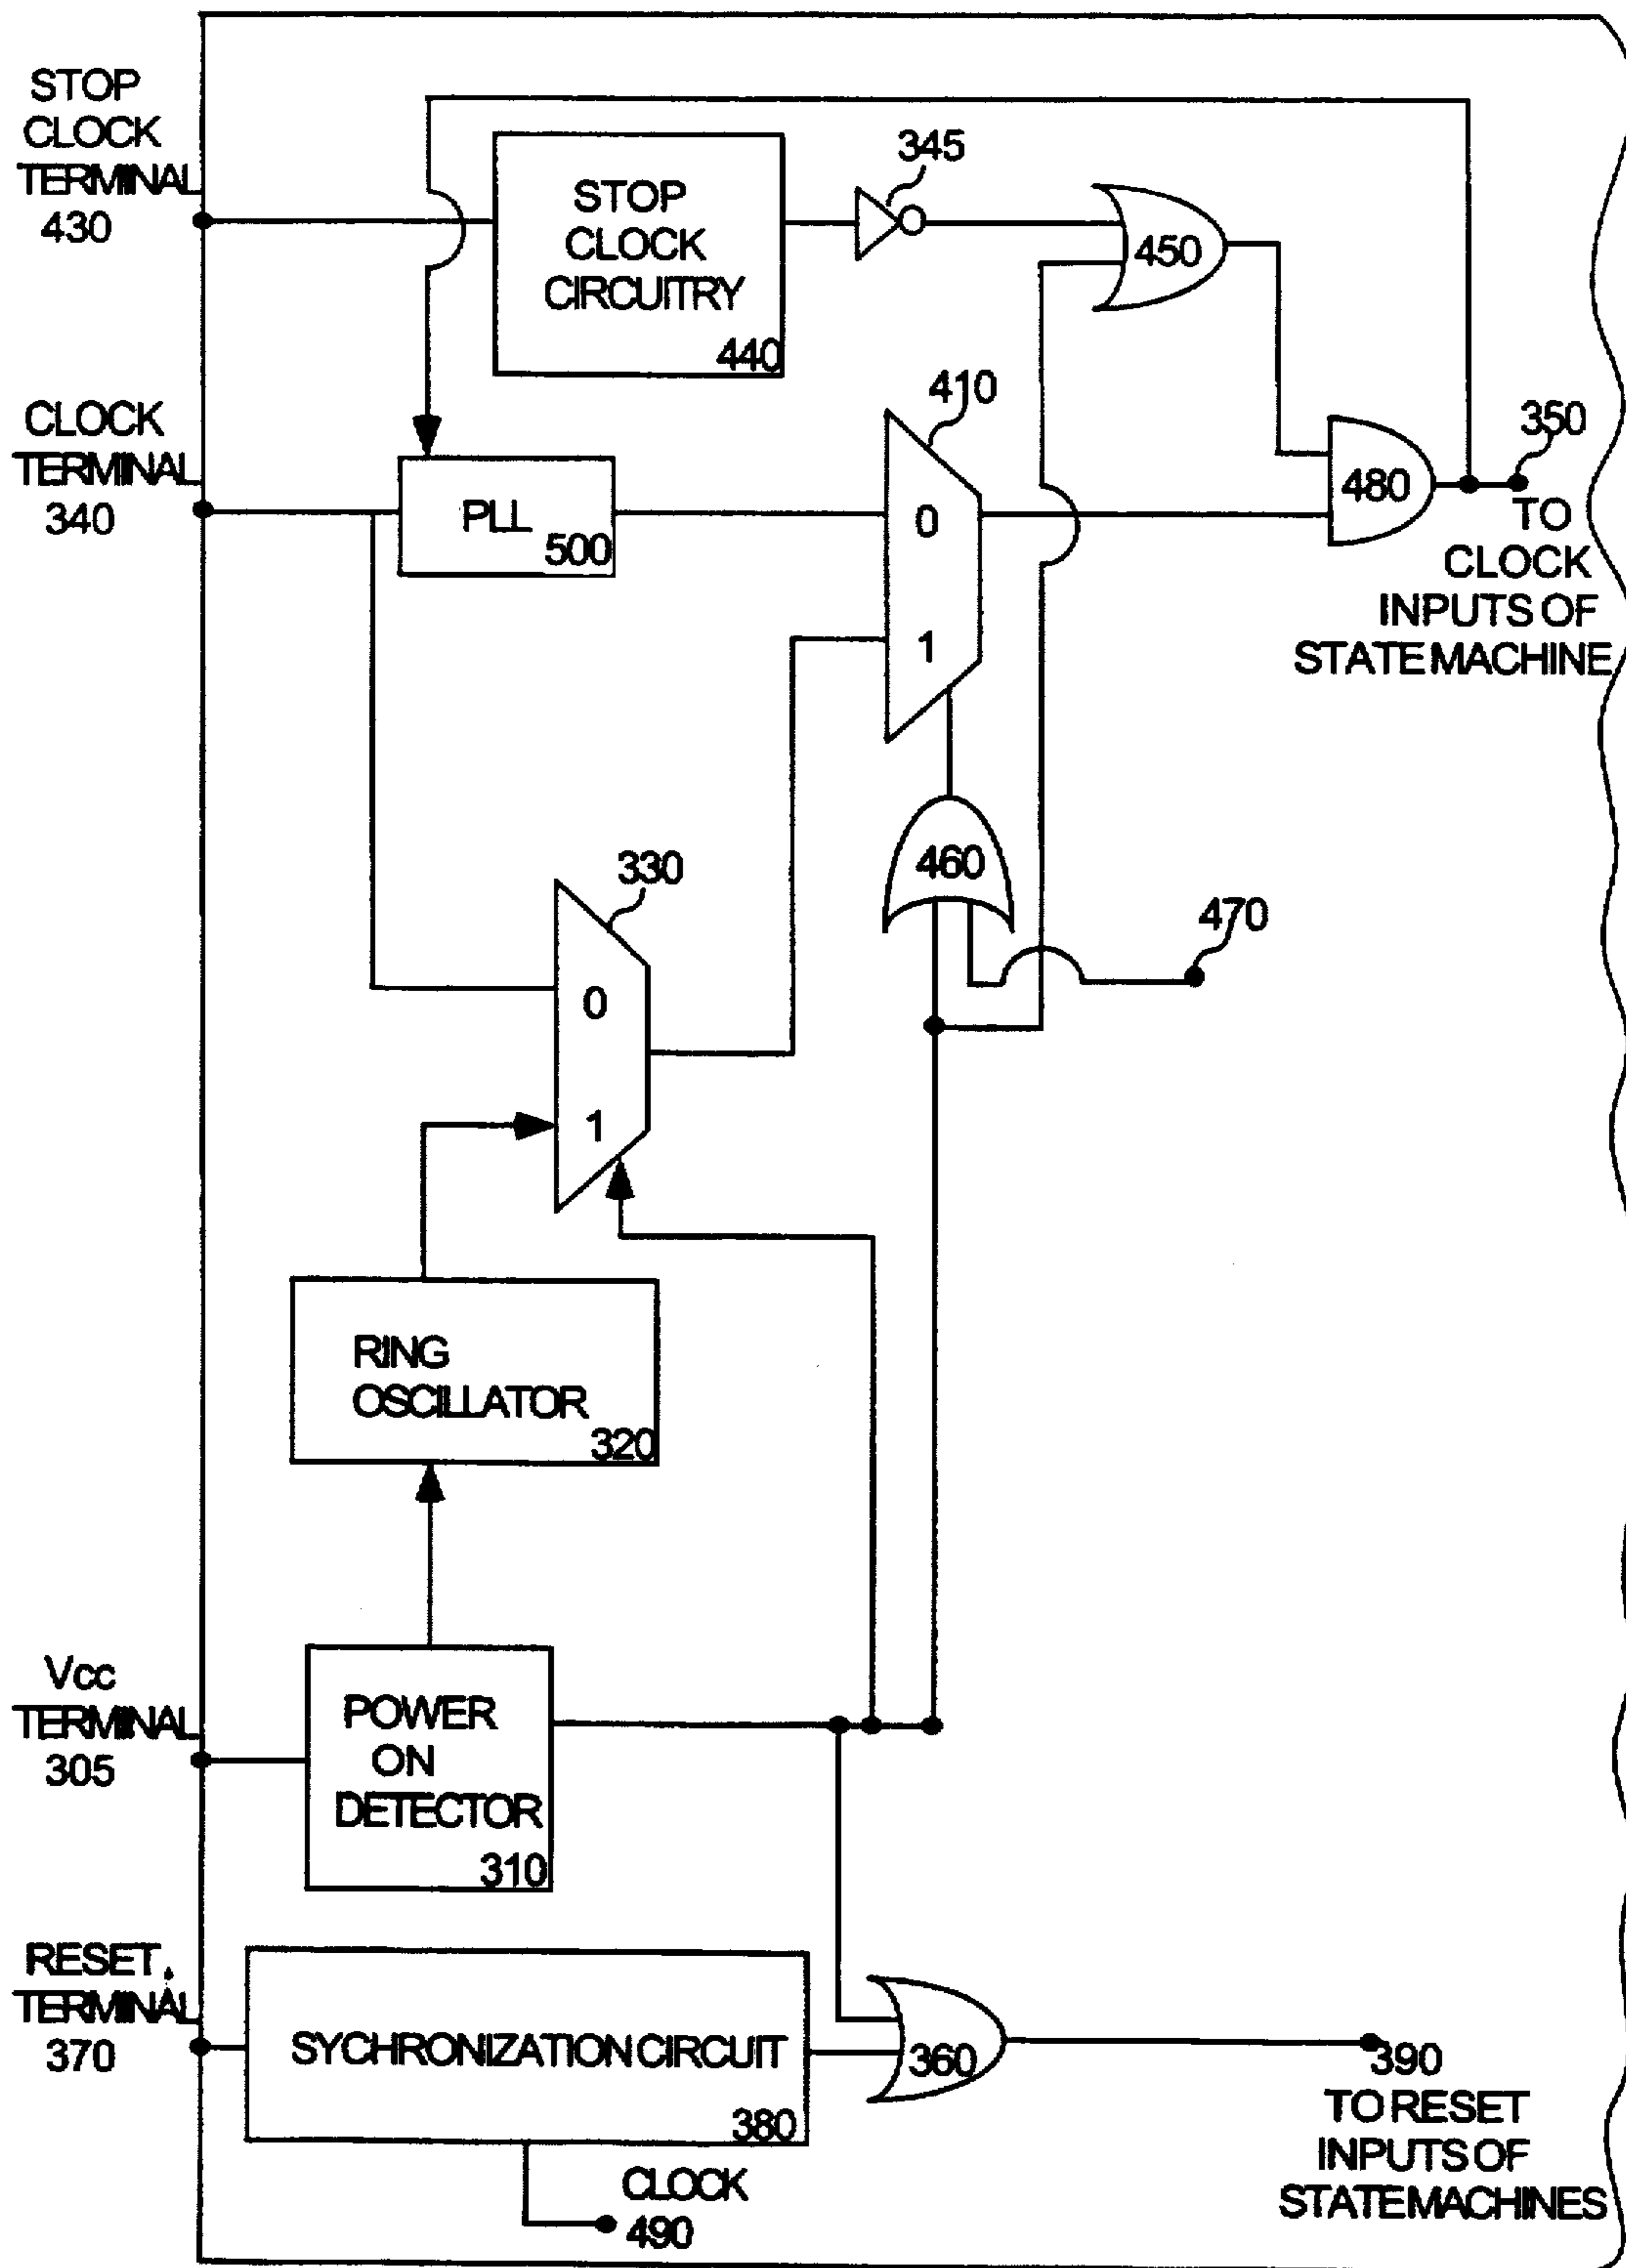 STOP
CLOCK
TERMINAL
430
STOP
CLOCK
CIRCUITRY
440
345
450
410
CLOCK
TERMINAL
340
PLL
500
0
1
480
350
TO
CLOCK
INPUTS OF
STATE MACHINE
460
470
330
0
1
RING
OSCILLATOR
320
Vcc
TERMINAL
305
POWER
ON
DETECTOR
310
RESET
TERMINAL
370
SYCHRONIZATION CIRCUIT
380
360
390
TO RESET
INPUTS OF
STATE MACHINES
CLOCK
490